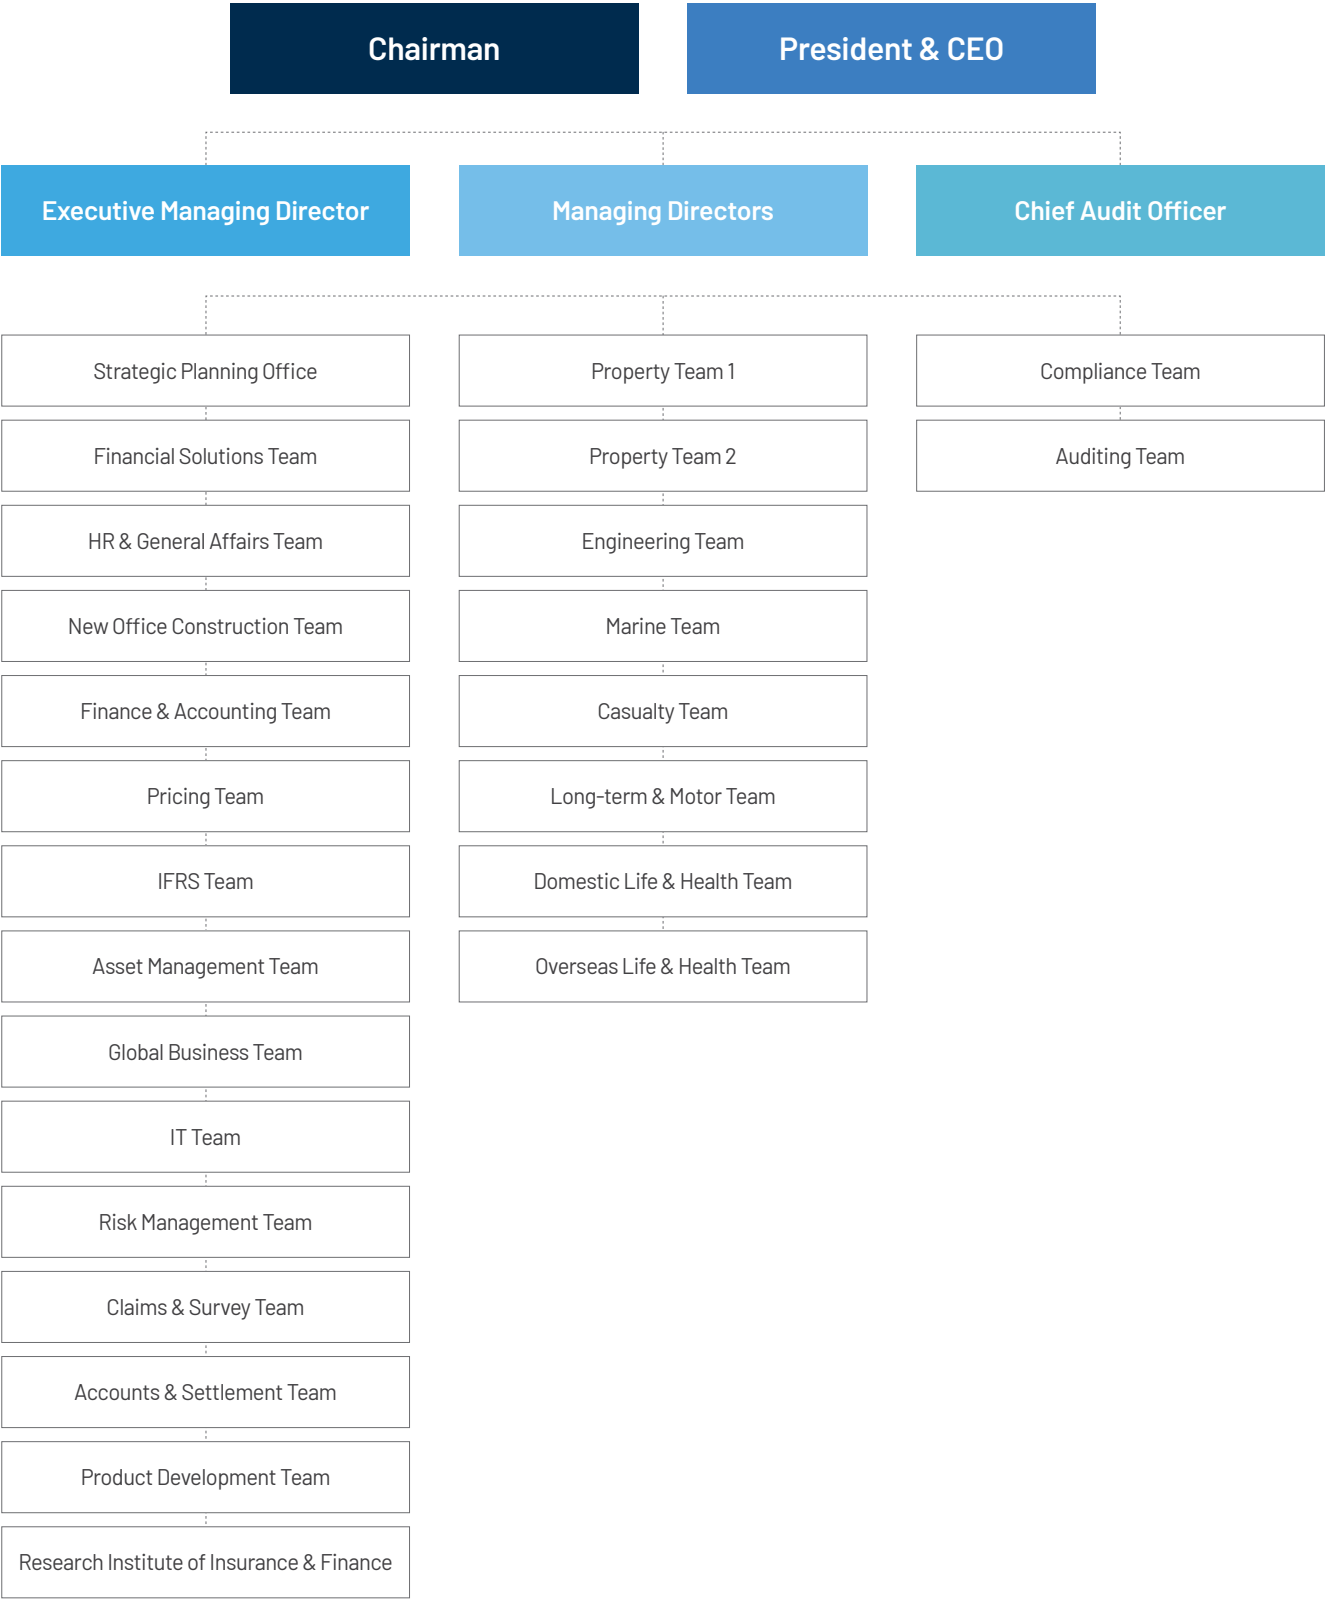 Chairman
President & CEO
Executive Managing Director
Managing Directors
Chief Audit Officer
Strategic Planning Office
Financial Solutions Team
HR & General Affairs Team
New Office Construction Team
Finance & Accounting Team
Pricing Team
IFRS Team
Asset Management Team
Global Business Team
IT Team
Risk Management Team
Claims & Survey Team
Accounts & Settlement Team
Product Development Team
Research Institute of Insurance & Finance
Property Team 1
Property Team 2
Engineering Team
Marine Team
Casualty Team
Long-term & Motor Team
Domestic Life & Health Team
Overseas Life & Health Team
Compliance Team
Auditing Team